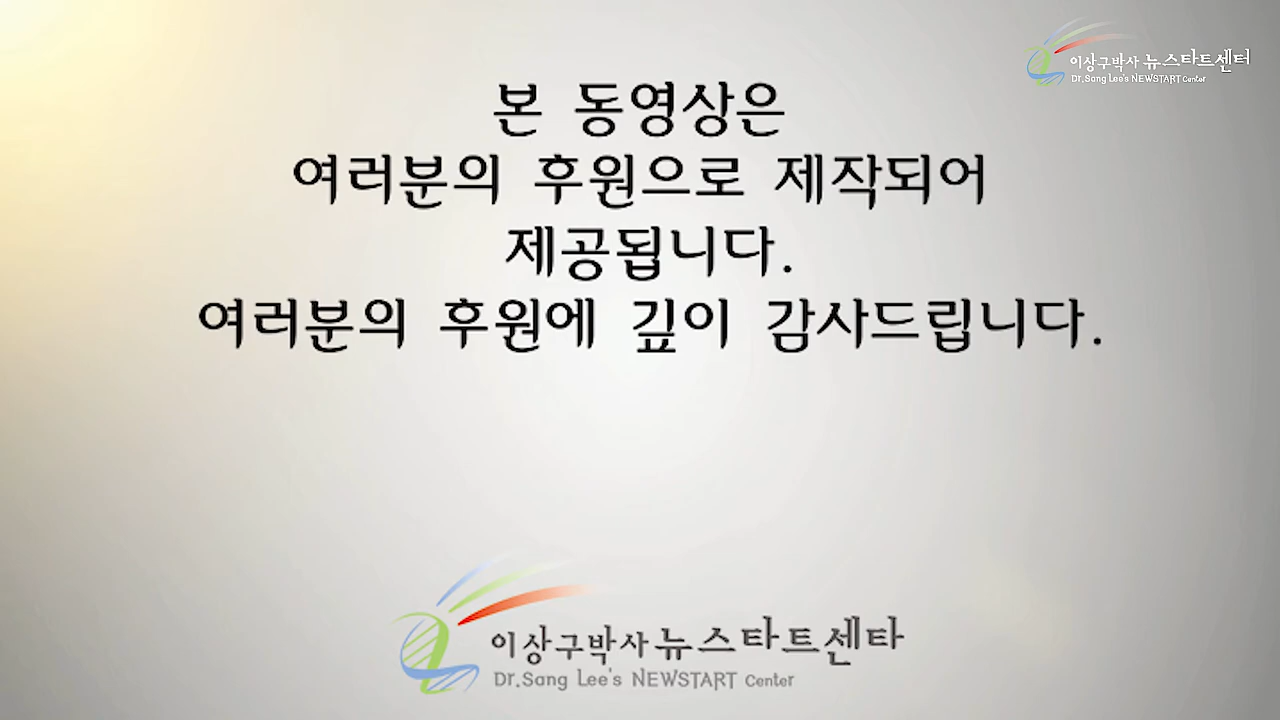 이상구박사 뉴스타트센터
Dr.Sang Lee's NEWSTART Center
본 동영상은
여러분의 후원으로 제작되어
제공됩니다.
여러분의 후원에 깊이 감사드립니다.
이상구박사 뉴스타트센타
Dr.Sang Lee's NEWSTART Center